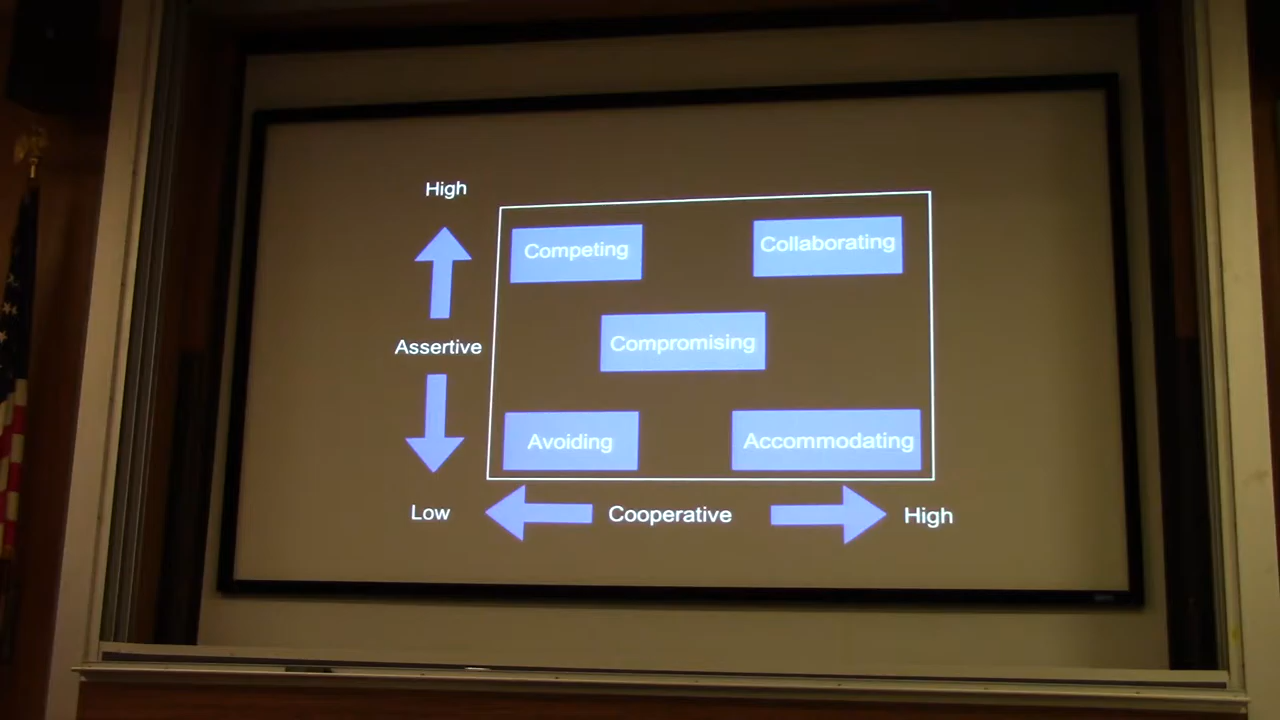 High
Competing
Collaborating
Assertive
Compromising
Avoiding
Accommodating
Low
Cooperative
High